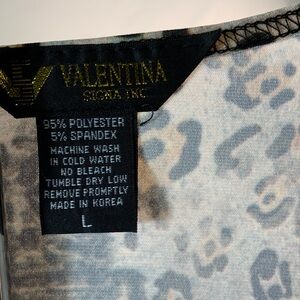 VALENTINA
SIGNA INC
95% POLYESTER
5% SPANDEX
MACHINE WASH
IN COLD WATER
NO BLEACH
TUMBLE DRY LOW
REMOVE PROMPTLY
MADE IN KOREA
L